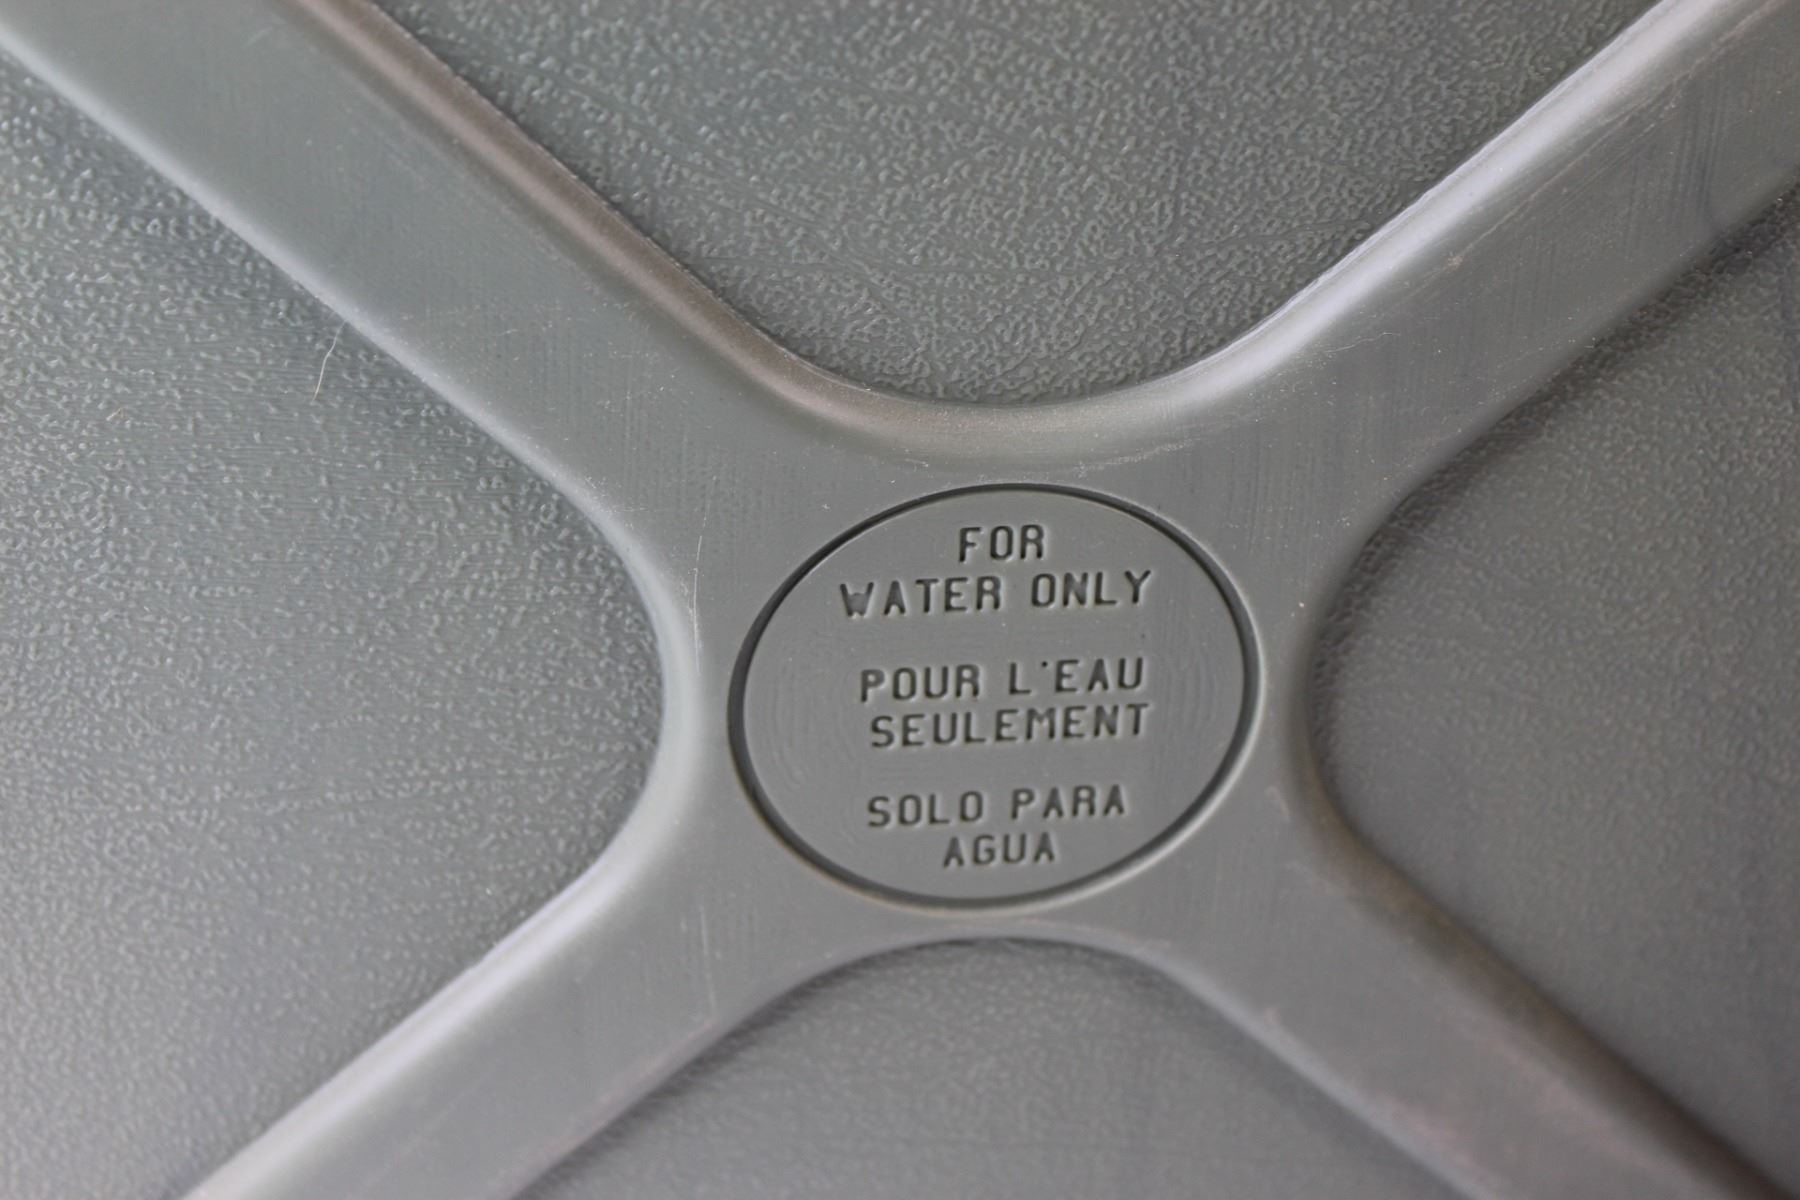 FOR
WATER ONLY
POUR L'EAU
SEULEMENT
SOLO PARA
AGUA